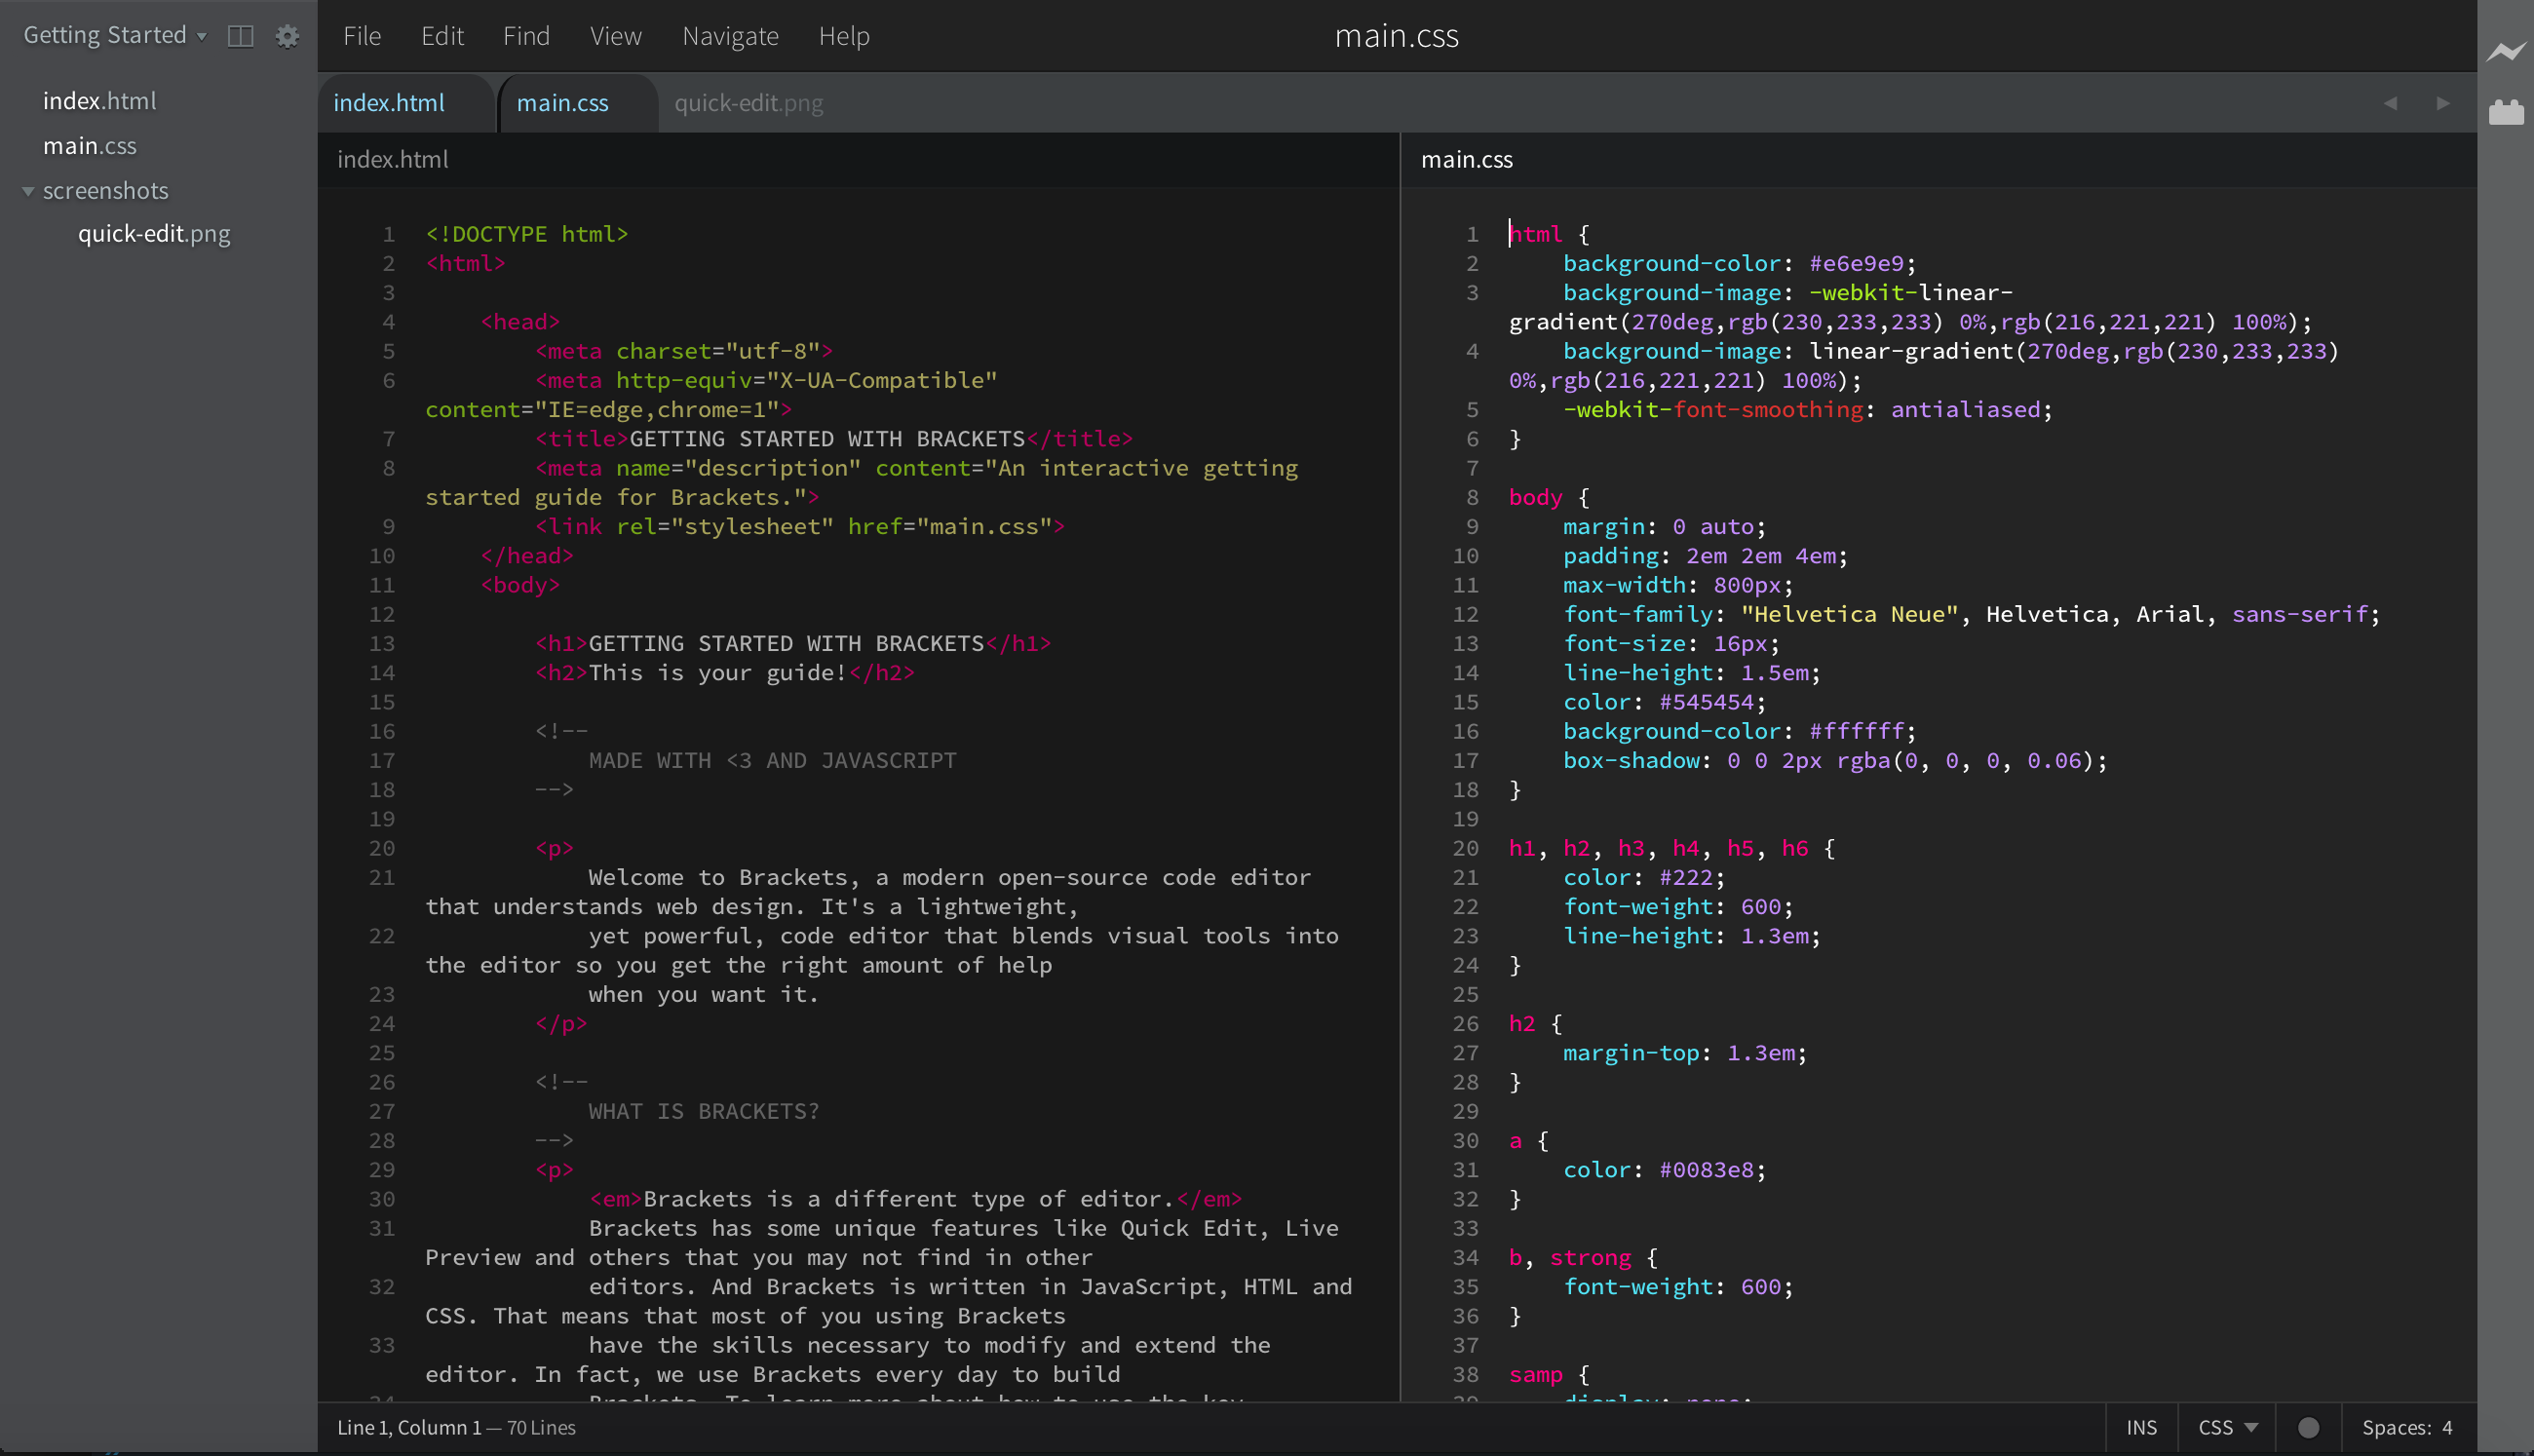 Getting Started
File Edit Find View Navigate Help
main.css
index.html
main.css
screenshots
quick-edit.png
index.html main.css quick-edit.png
index.html
1 <!DOCTYPE html>
2 <html>
3
4 <head>
5 <meta charset="utf-8">
6 <meta http-equiv="X-UA-Compatible"
content="IE=edge,chrome=1">
7 <title>GETTING STARTED WITH BRACKETS</title>
8 <meta name="description" content="An interactive getting
started guide for Brackets.">
9 <link rel="stylesheet" href="main.css">
10 </head>
11 <body>
12
13 <h1>GETTING STARTED WITH BRACKETS</h1>
14 <h2>This is your guide!</h2>
15
16 <!--
17 MADE WITH <3 AND JAVASCRIPT
18 -->
19
20 <p>
21 Welcome to Brackets, a modern open-source code editor
that understands web design. It's a lightweight,
22 yet powerful, code editor that blends visual tools into
the editor so you get the right amount of help
23 when you want it.
24 </p>
25
26 <!--
27 WHAT IS BRACKETS?
28 -->
29 <p>
30 <em>Brackets is a different type of editor.</em>
31 Brackets has some unique features like Quick Edit, Live
Preview and others that you may not find in other
32 editors. And Brackets is written in JavaScript, HTML and
CSS. That means that most of you using Brackets
33 have the skills necessary to modify and extend the
editor. In fact, we use Brackets every day to build
34 Brackets. To learn more about how to use the key
main.css
1 html {
2 background-color: #e6e9e9;
3 background-image: -webkit-linear-
gradient(270deg,rgb(230,233,233) 0%,rgb(216,221,221) 100%);
4 background-image: linear-gradient(270deg,rgb(230,233,233)
0%,rgb(216,221,221) 100%);
5 -webkit-font-smoothing: antialiased;
6 }
7
8 body {
9 margin: 0 auto;
10 padding: 2em 2em 4em;
11 max-width: 800px;
12 font-family: "Helvetica Neue", Helvetica, Arial, sans-serif;
13 font-size: 16px;
14 line-height: 1.5em;
15 color: #545454;
16 background-color: #ffffff;
17 box-shadow: 0 0 2px rgba(0, 0, 0, 0.06);
18 }
19
20 h1, h2, h3, h4, h5, h6 {
21 color: #222;
22 font-weight: 600;
23 line-height: 1.3em;
24 }
25
26 h2 {
27 margin-top: 1.3em;
28 }
29
30 a {
31 color: #0083e8;
32 }
33
34 b, strong {
35 font-weight: 600;
36 }
37
38 samp {
39 display: none;
Line 1, Column 1 — 70 Lines
INS CSS Spaces: 4